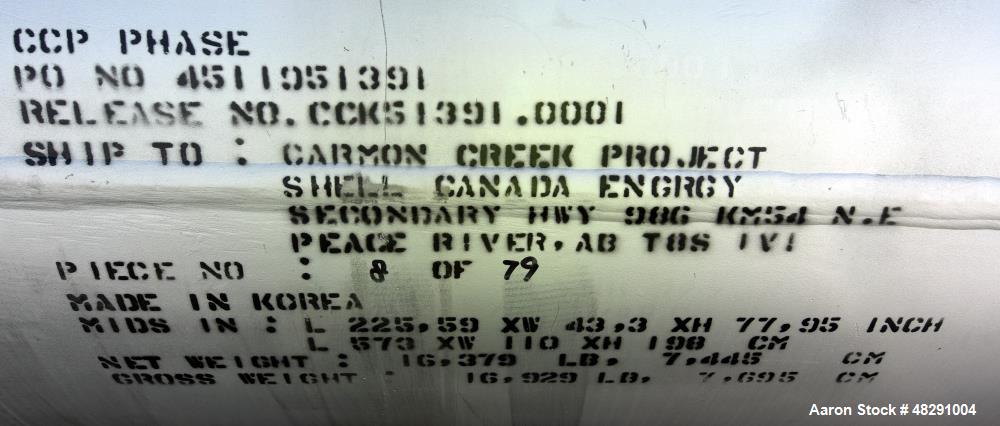 CCP PHASE
PO NO 4511951391
RELEASE NO.CCK51391.0001
SHIP TO : CARMON CREEK PROJECT
SHELL CANADA ENGRGY
SECONDARY HWY 986 KM54 N.E
PEACE RIVER, AB T8S 1V1
PIECE NO : 8 OF 79
MADE IN KOREA
MIDS IN : L 225,59 XW 43,3 XH 77,95 INCH
L 573 XW 110 XH 198 CM
NET WEIGHT : 16,379 LB, 7,445 CM
GROSS WEIGHT : 16,929 LB, 7,695 CM
Aaron Stock # 48291004